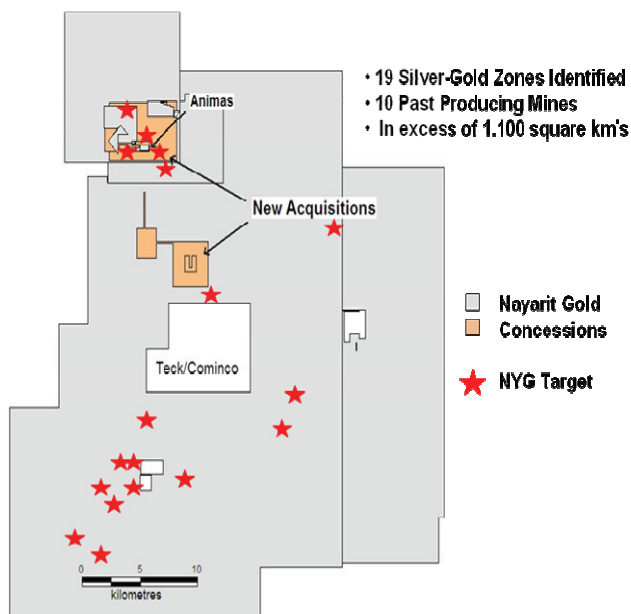 Animas
• 19 Silver-Gold Zones Identified
• 10 Past Producing Mines
• In excess of 1.100 square km's
New Acquisitions
Nayarit Gold
Concessions
Teck/Cominco
NYG Target
0 5 10
kilometres